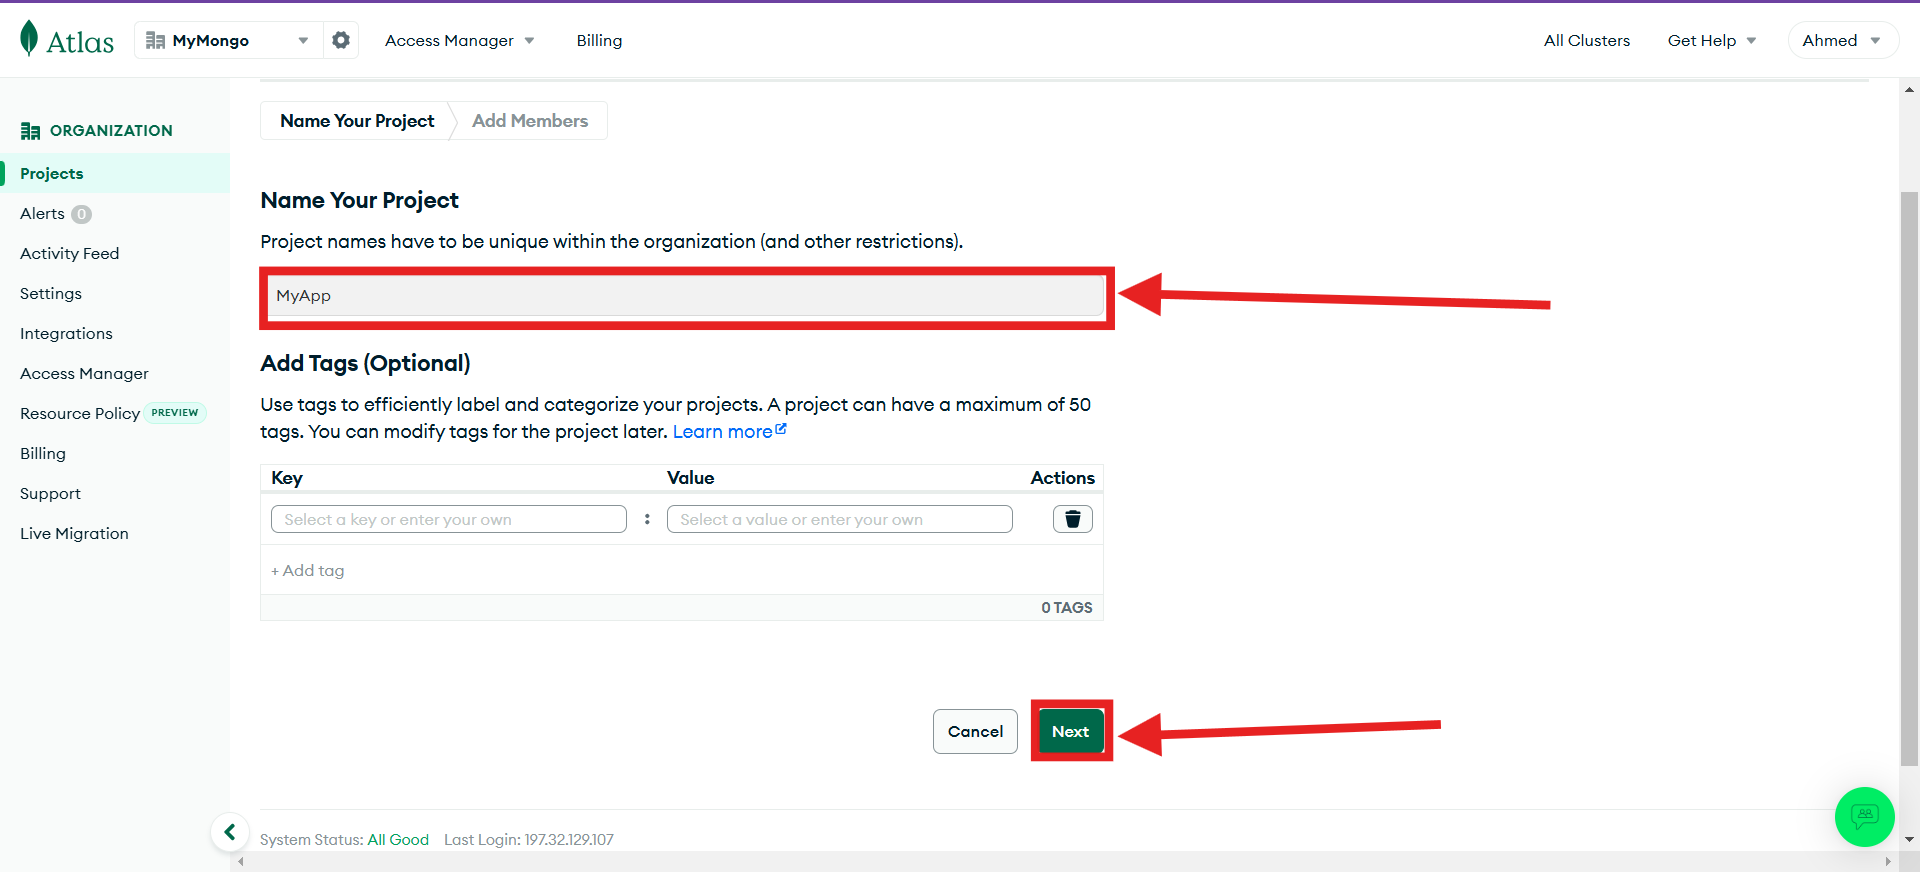 Atlas
MyMongo
Access Manager
Billing
All Clusters
Get Help
Ahmed
ORGANIZATION
Projects
Alerts 0
Activity Feed
Settings
Integrations
Access Manager
Resource Policy PREVIEW
Billing
Support
Live Migration
Name Your Project
Add Members
Name Your Project
Project names have to be unique within the organization (and other restrictions).
MyApp
Add Tags (Optional)
Use tags to efficiently label and categorize your projects. A project can have a maximum of 50
tags. You can modify tags for the project later. Learn more
Key Value Actions
Select a key or enter your own : Select a value or enter your own
+ Add tag
0 TAGS
Cancel
Next
System Status: All Good Last Login: 197.32.129.107